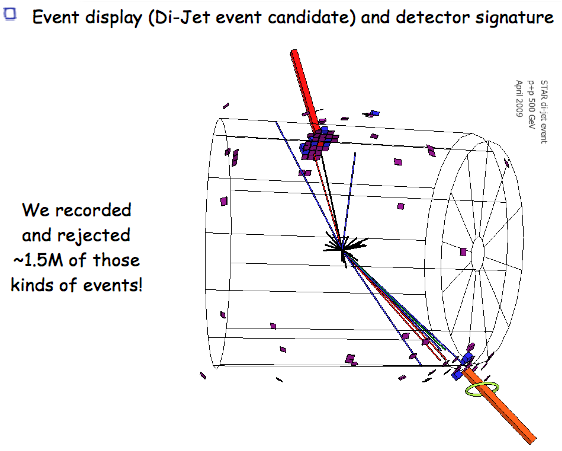 Event display (Di-Jet event candidate) and detector signature
STAR di-jet event
p+p 500 GeV
April 2009
We recorded
and rejected
~1.5M of those
kinds of events!